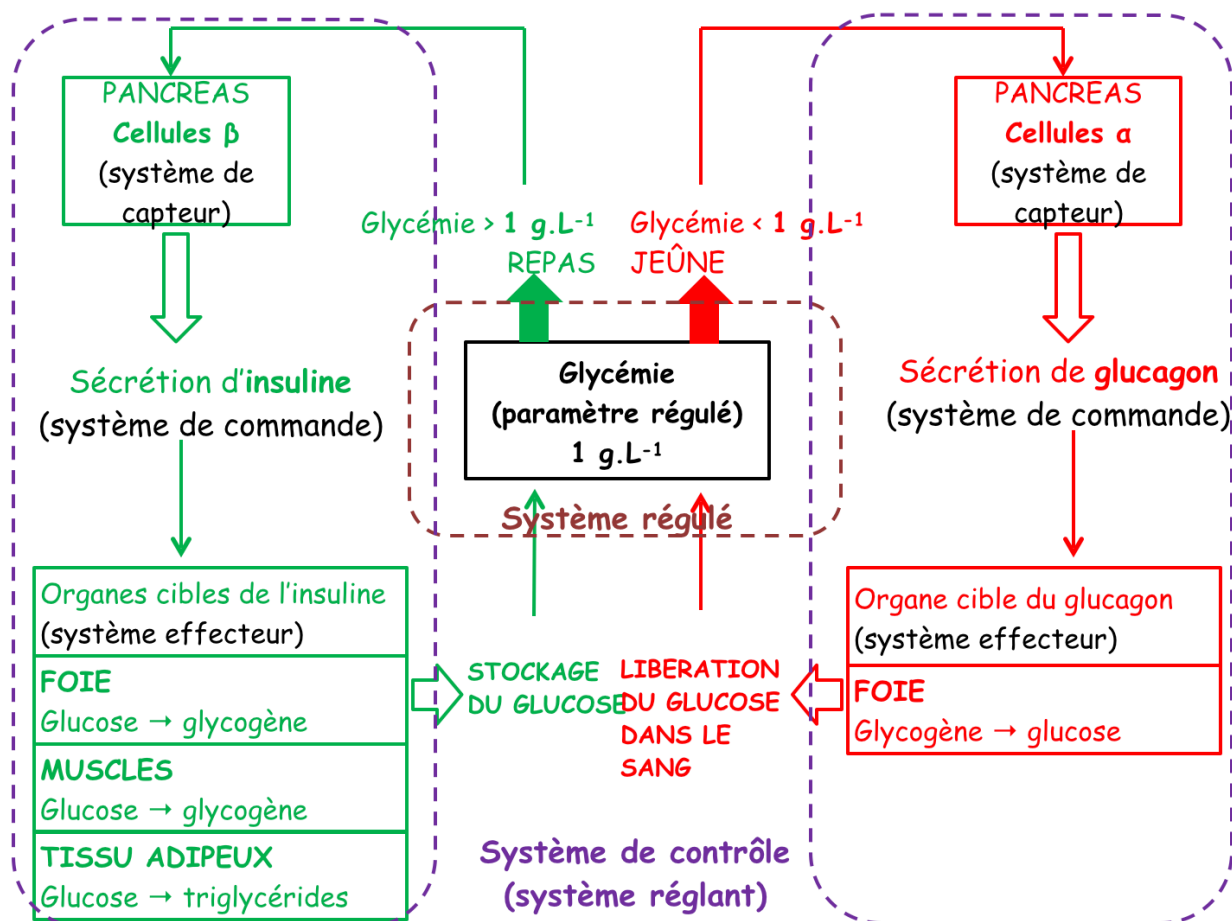 PANCREAS
Cellules β
(système de
capteur)
Sécrétion d'insuline
(système de commande)
Organes cibles de l'insuline
(système effecteur)
FOIE
Glucose → glycogène
MUSCLES
Glucose → glycogène
TISSU ADIPEUX
Glucose → triglycérides
Glycémie > 1 g.L⁻¹
REPAS
Glycémie < 1 g.L⁻¹
JEÛNE
Glycémie
(paramètre régulé)
1 g.L⁻¹
Système régulé
STOCKAGE
DU GLUCOSE
LIBERATION
DU GLUCOSE
DANS LE
SANG
Système de contrôle
(système réglant)
PANCREAS
Cellules α
(système de
capteur)
Sécrétion de glucagon
(système de commande)
Organe cible du glucagon
(système effecteur)
FOIE
Glycogène → glucose